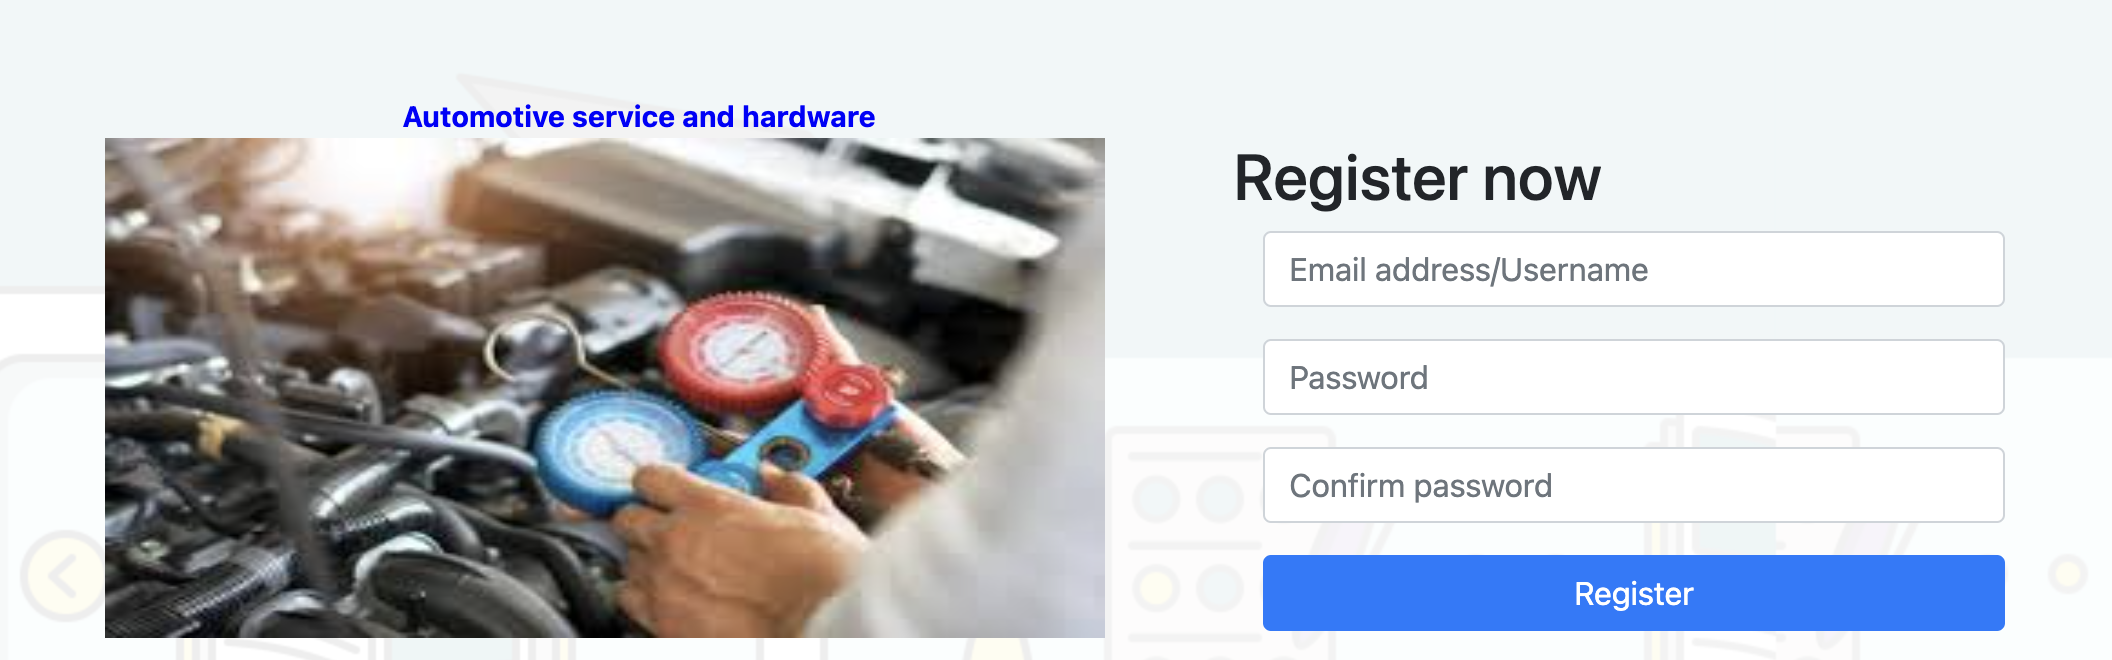 Automotive service and hardware
Register now
Email address/Username
Password
Confirm password
Register